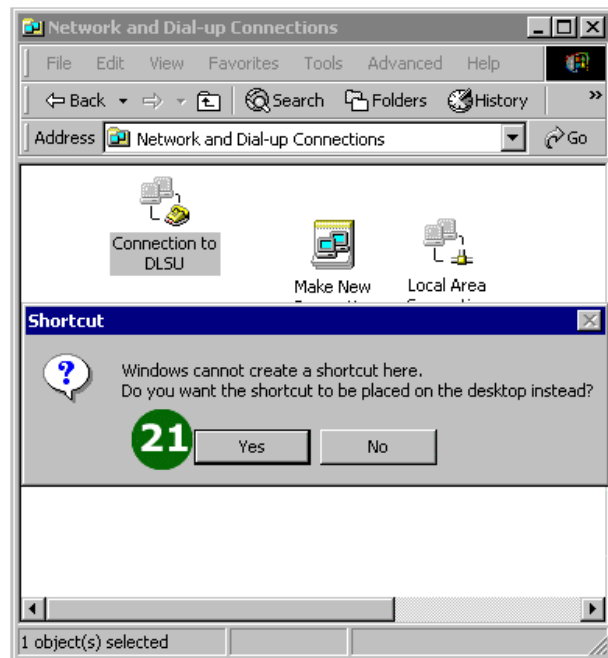 Network and Dial-up Connections
File Edit View Favorites Tools Advanced Help
Back Search Folders History »
Address Network and Dial-up Connections Go
Connection to
DLSU
Make New
Local Area
Shortcut
?
Windows cannot create a shortcut here.
Do you want the shortcut to be placed on the desktop instead?
21 Yes No
1 object(s) selected